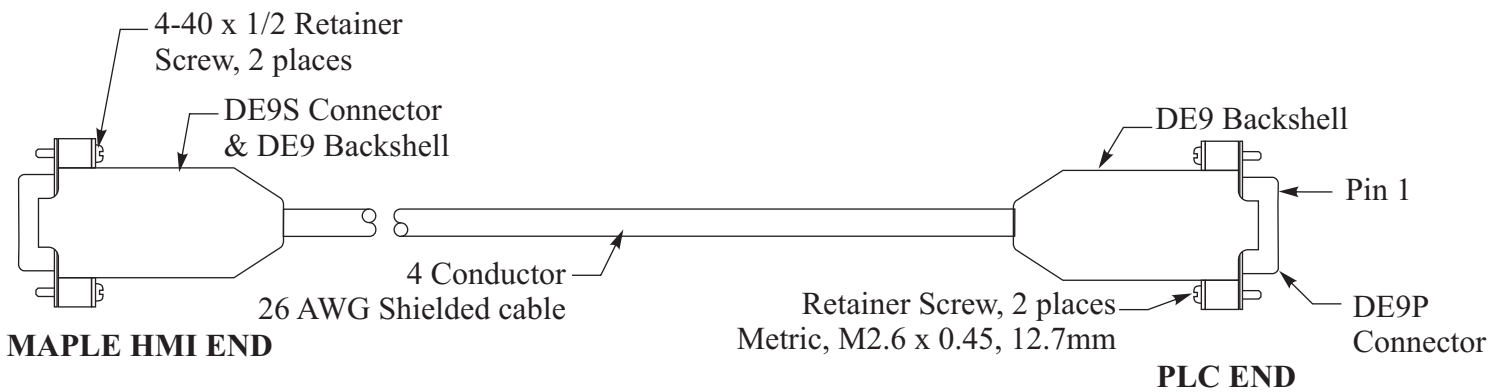 4-40 x 1/2 Retainer
Screw, 2 places
DE9S Connector
& DE9 Backshell
DE9 Backshell
Pin 1
4 Conductor
26 AWG Shielded cable
Retainer Screw, 2 places
Metric, M2.6 x 0.45, 12.7mm
DE9P
Connector
MAPLE HMI END
PLC END